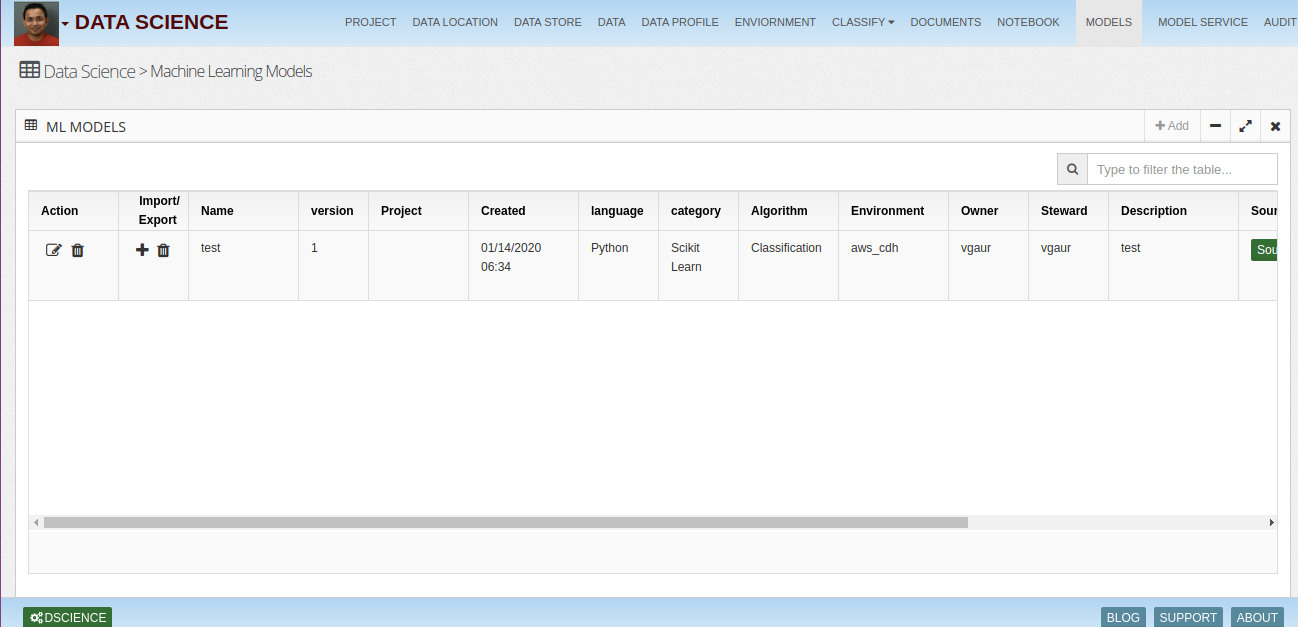 DATA SCIENCE PROJECT DATA LOCATION DATA STORE DATA DATA PROFILE ENVIORNMENT CLASSIFY DOCUMENTS NOTEBOOK MODELS MODEL SERVICE AUDIT
Data Science > Machine Learning Models
ML MODELS Add
Type to filter the table...
Action Import/ Name version Project Created language category Algorithm Environment Owner Steward Description Sour
Export
test 1 01/14/2020 Python Scikit Classification aws_cdh vgaur vgaur test Sou
06:34 Learn
DSCIENCE BLOG SUPPORT ABOUT